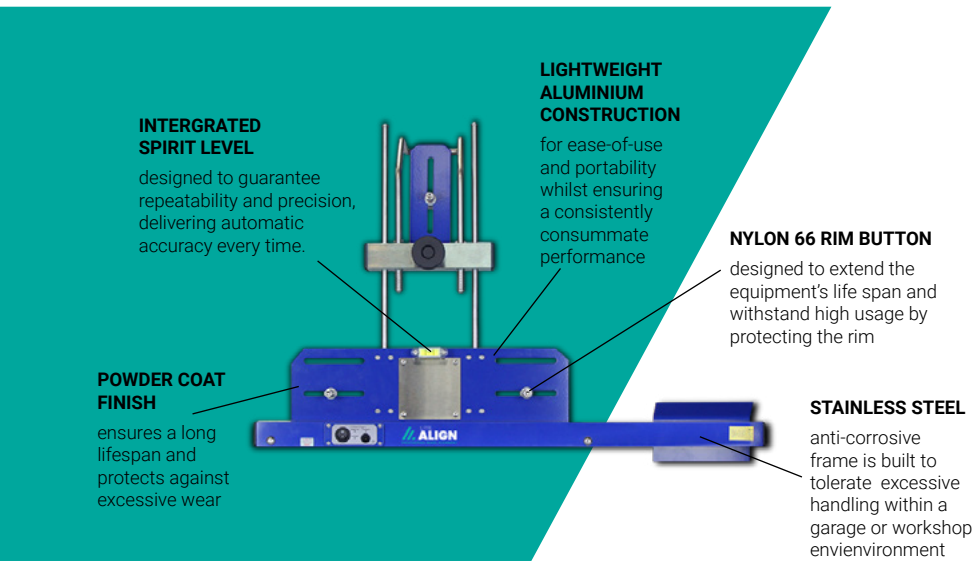 LIGHTWEIGHT
ALUMINIUM
CONSTRUCTION
for ease-of-use
and portability
whilst ensuring
a consistently
consummate
performance
INTERGRATED
SPIRIT LEVEL
designed to guarantee
repeatability and precision,
delivering automatic
accuracy every time.
NYLON 66 RIM BUTTON
designed to extend the
equipment's life span and
withstand high usage by
protecting the rim
POWDER COAT
FINISH
ensures a long
lifespan and
protects against
excessive wear
STAINLESS STEEL
anti-corrosive
frame is built to
tolerate excessive
handling within a
garage or workshop
envienvironment
ALIGN